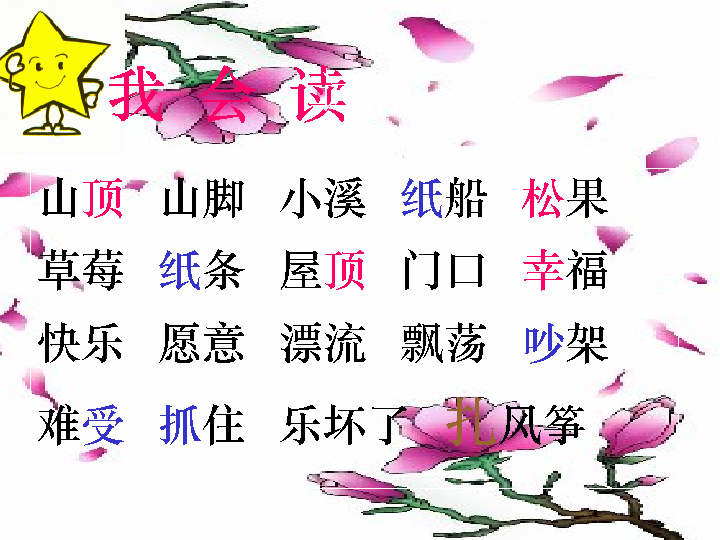 我 会 读
山顶 山脚 小溪 纸船 松果
草莓 纸条 屋顶 门口 幸福
快乐 愿意 漂流 飘荡 吵架
难受 抓住 乐坏了 扎风筝